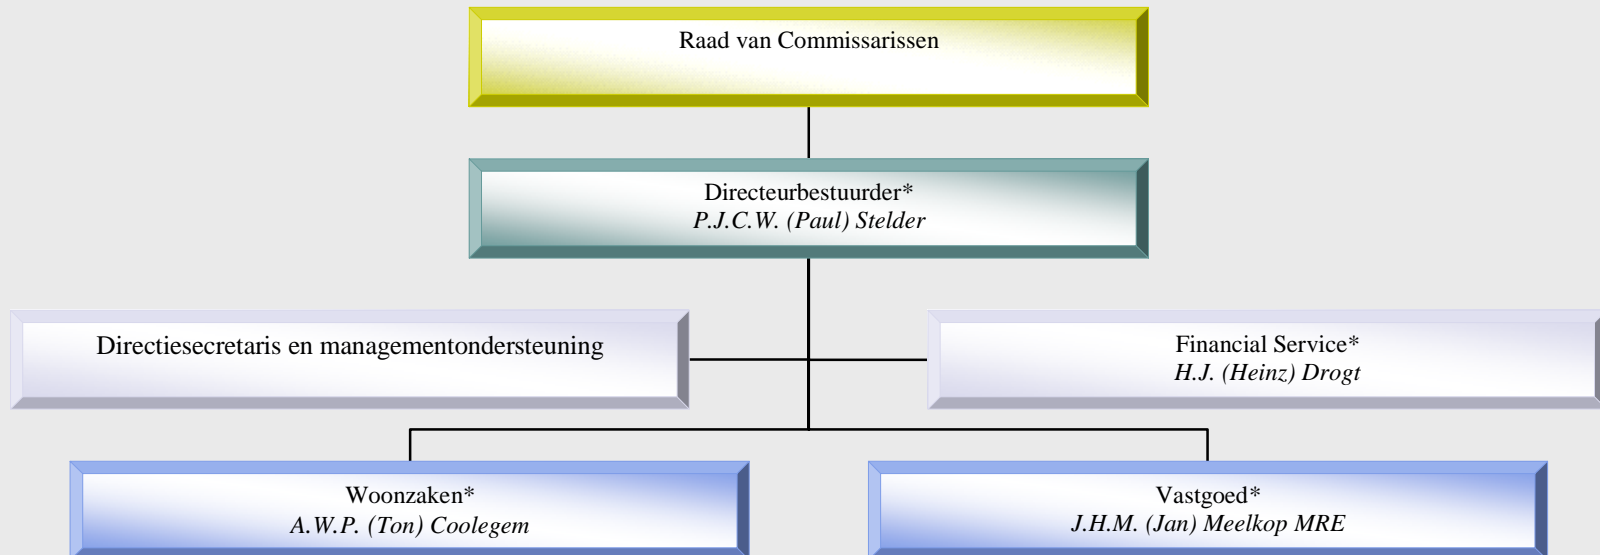 Raad van Commissarissen
Directeurbestuurder*
P.J.C.W. (Paul) Stelder
Directiesecretaris en managementondersteuning
Financial Service*
H.J. (Heinz) Drogt
Woonzaken*
A.W.P. (Ton) Coolegem
Vastgoed*
J.H.M. (Jan) Meelkop MRE